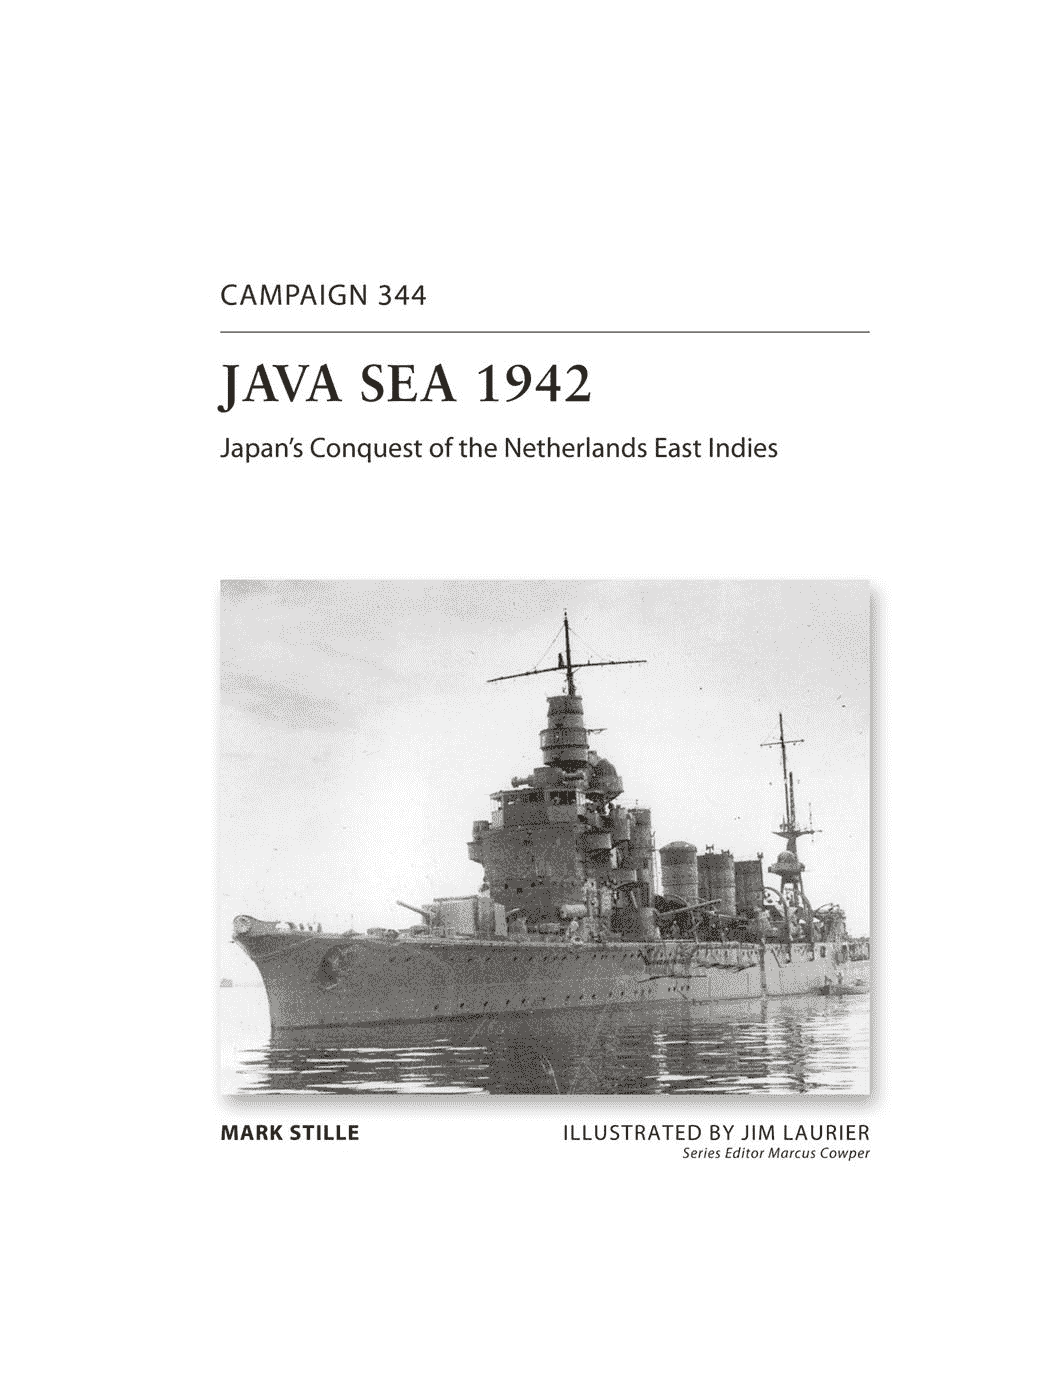 CAMPAIGN 344
JAVA SEA 1942
Japan's Conquest of the Netherlands East Indies
MARK STILLE
ILLUSTRATED BY JIM LAURIER
Series Editor Marcus Cowper